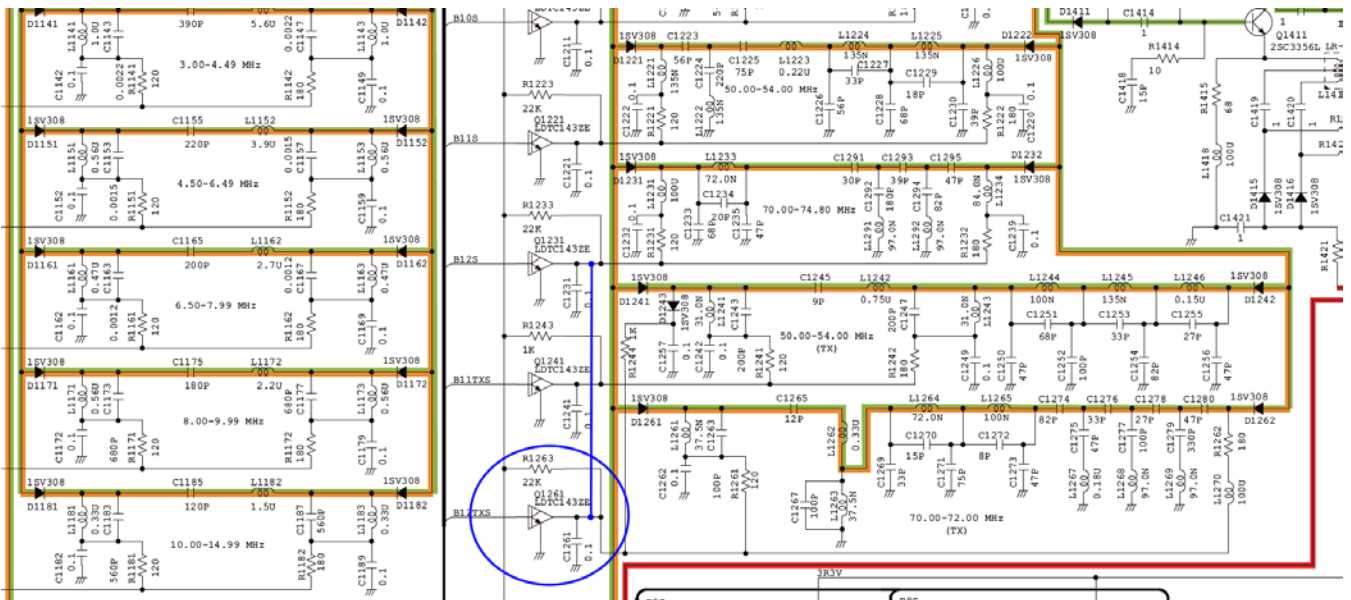 D1141
L1141
1.0U
C1143
390P
5.6U
0.0022
C1147
L1143
1.0U
D1142
3.00-4.49 MHz
C1142
0.1
0.0022
R1141
120
R1142
180
C1149
0.1
1SV308
C1155
L1152
1SV308
D1151
L1151
0.56U
C1153
220P
3.9U
0.0015
C1157
L1153
0.56U
D1152
4.50-6.49 MHz
C1152
0.1
0.0015
R1151
120
R1152
180
C1159
0.1
1SV308
C1165
L1162
1SV308
D1161
L1161
0.47U
C1163
200P
2.7U
0.0012
C1167
L1163
0.47U
D1162
6.50-7.99 MHz
C1162
0.1
0.0012
R1161
120
R1162
180
C1169
0.1
1SV308
C1175
L1172
1SV308
D1171
L1171
0.56U
C1173
180P
2.2U
680P
C1177
L1173
0.56U
D1172
8.00-9.99 MHz
C1172
0.1
680P
R1171
120
R1172
180
C1179
0.1
1SV308
C1185
L1182
1SV308
D1181
L1181
0.33U
C1183
120P
1.5U
C1187
560P
L1183
0.33U
D1182
10.00-14.99 MHz
C1182
0.1
560P
R1181
120
R1182
180
C1189
0.1
B10S
LDTC143ZE
C1211
0.1
R1223
22K
Q1221
LDTC143ZE
B11S
C1221
0.1
R1233
22K
Q1231
LDTC143ZE
B12S
C1231
0.1
R1243
1K
Q1241
LDTC143ZE
B11TXS
C1241
0.1
R1263
22K
Q1261
LDTC143ZE
B12TXS
C1261
0.1
1SV308
C1223
L1224
L1225
D1222
D1221
56P
135N
135N
1SV308
L1221
135N
C1224
220P
C1225
75P
L1223
0.22U
C1227
33P
C1229
18P
L1226
100U
50.00-54.00 MHz
C1222
0.1
R1221
120
L1222
135N
C1226
56P
C1228
68P
C1230
39P
R1222
180
C1220
0.1
1SV308
L1233
C1291
C1293
C1295
D1232
D1231
72.0N
30P
39P
47P
1SV308
L1231
100U
C1234
20P
C1292
180P
C1294
82P
84.0N
L1234
70.00-74.80 MHz
C1232
0.1
R1231
120
C1233
68P
C1235
47P
L1291
97.0N
L1292
97.0N
R1232
180
C1239
0.1
1SV308
C1245
L1242
L1244
L1245
L1246
1SV308
D1241
D1243
1SV308
L1241
31.0N
C1243
9P
0.75U
200P
C1247
31.0N
L1243
100N
135N
0.15U
D1242
C1251
68P
C1253
33P
C1255
27P
50.00-54.00 MHz
(TX)
R1244
1K
C1257
0.1
C1242
0.1
200P
R1241
120
R1242
180
C1249
0.1
C1250
47P
C1252
100P
C1254
82P
C1256
47P
C1265
L1264
L1265
C1274
C1276
C1278
C1280
1SV308
1SV308
D1261
12P
72.0N
100N
82P
33P
27P
47P
D1262
L1261
37.5N
C1263
L1262
0.33U
C1270
15P
C1272
8P
C1275
47P
C1277
100P
C1279
330P
R1262
180
C1262
0.1
100P
R1261
120
C1267
100P
L1263
37.5N
C1269
33P
C1271
75P
C1273
47P
L1267
0.18U
L1268
97.0N
L1269
97.0N
L1270
100U
70.00-72.00 MHz
(TX)
3R3V
D1411
1SV308
C1414
1
Q1411
2SC3356L
R1414
10
C1418
15P
R1415
68
C1419
1
C1420
1
L1418
100U
D1415
1SV308
D1416
1SV308
C1421
1
R1421